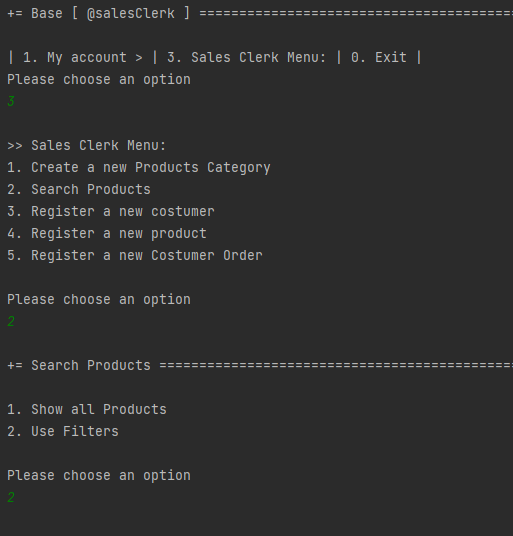 += Base [ @salesClerk ] ========================================
| 1. My account > | 3. Sales Clerk Menu: | 0. Exit |
Please choose an option
3
>> Sales Clerk Menu:
1. Create a new Products Category
2. Search Products
3. Register a new costumer
4. Register a new product
5. Register a new Costumer Order
Please choose an option
2
+= Search Products =============================================
1. Show all Products
2. Use Filters
Please choose an option
2